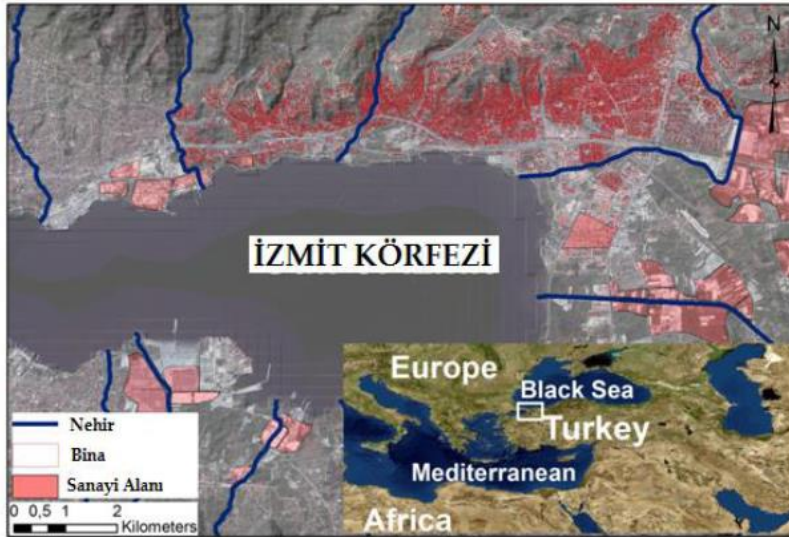 N
İZMİT KÖRFEZİ
Europe
Black Sea
Turkey
Mediterranean
Africa
Nehir
Bina
Sanayi Alanı
0 0,5 1 2
Kilometers